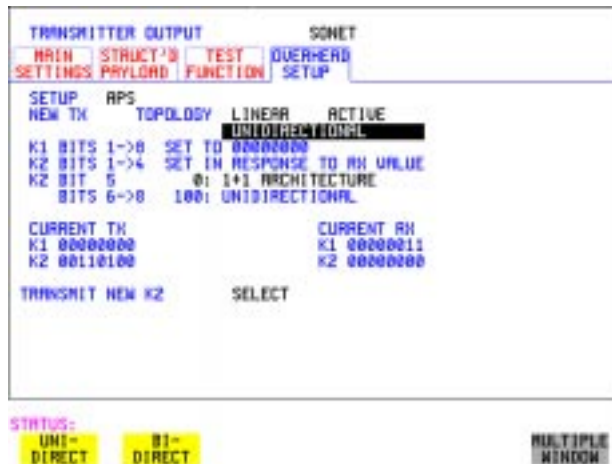 TRANSMITTER OUTPUT SONET
MAIN SETTINGS STRUCT'D PAYLOAD TEST FUNCTION OVERHEAD SETUP
SETUP APS
NEW TX TOPOLOGY LINEAR ACTIVE
UNIDIRECTIONAL
K1 BITS 1->8 SET TO 00000000
K2 BITS 1->4 SET IN RESPONSE TO RX VALUE
K2 BIT 5 0: 1+1 ARCHITECTURE
BITS 6->8 100: UNIDIRECTIONAL
CURRENT TX CURRENT RX
K1 00000000 K1 00000011
K2 00110100 K2 00000000
TRANSMIT NEW K2 SELECT
STATUS:
UNI-DIRECT BI-DIRECT MULTIPLE WINDOW